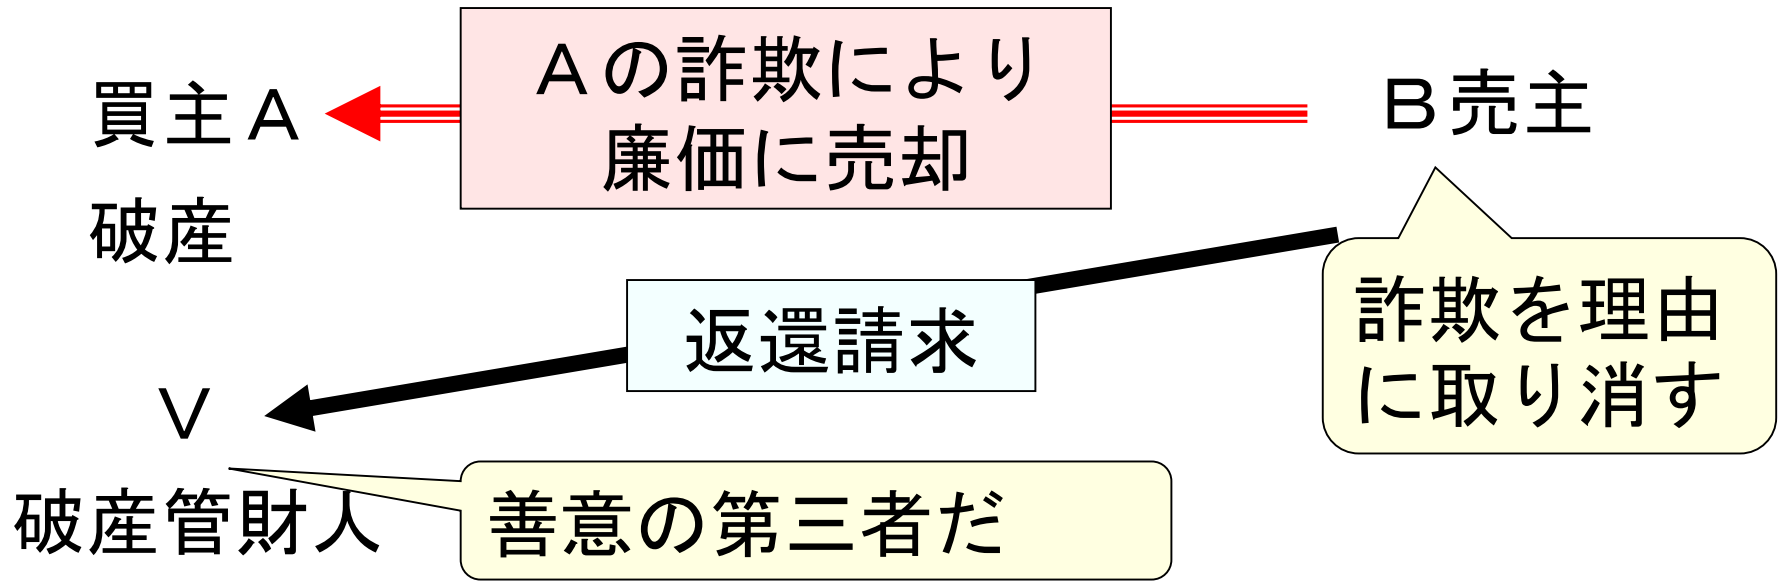 買主A
Aの詐欺により
廉価に売却
B売主
破産
詐欺を理由
に取り消す
返還請求
V
破産管財人
善意の第三者だ